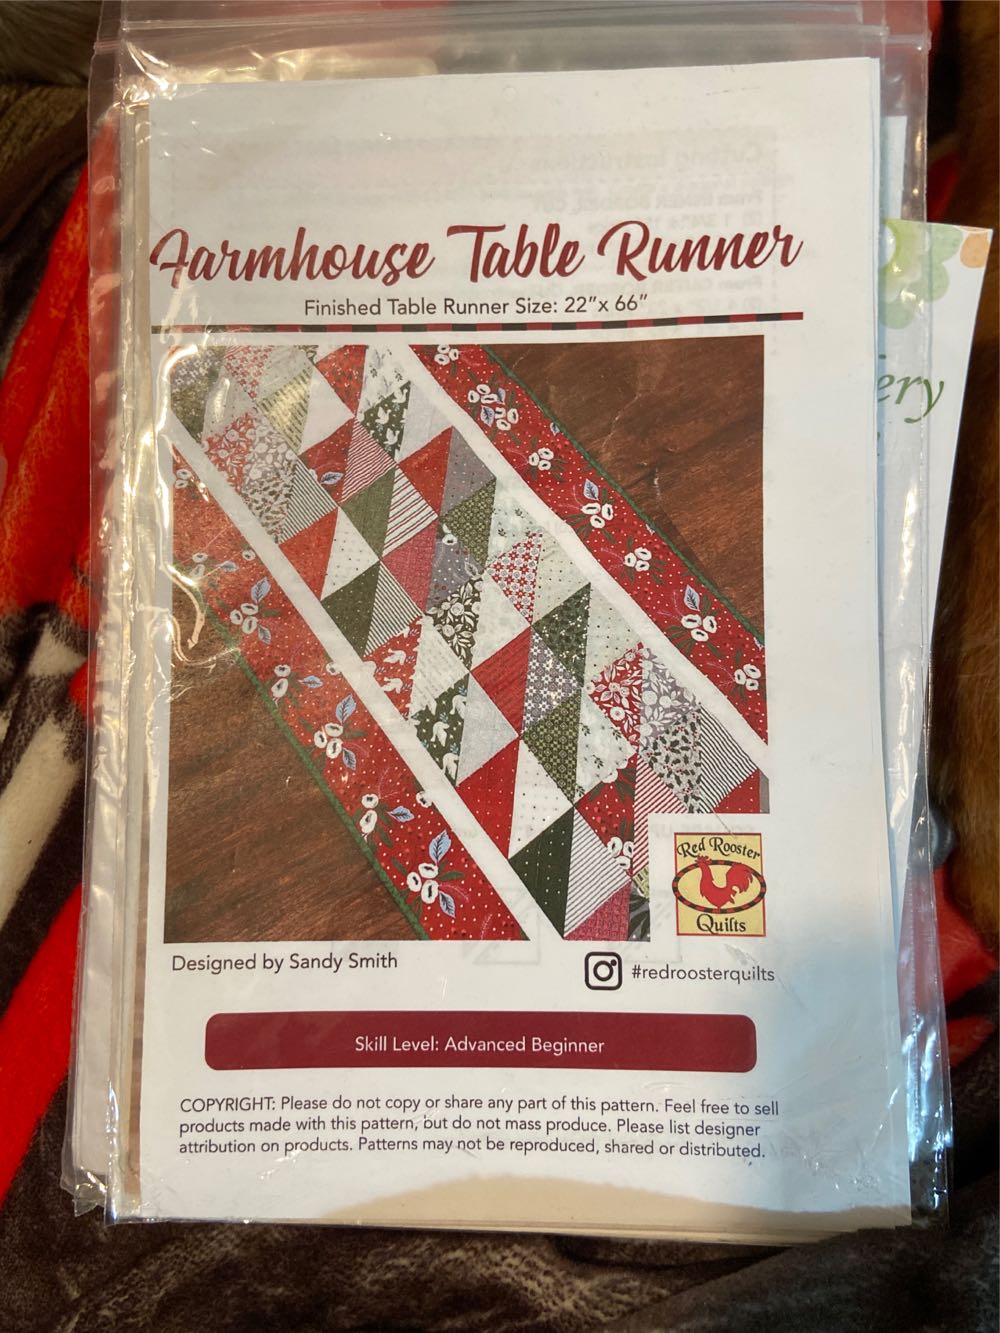 Farmhouse Table Runner
Finished Table Runner Size: 22”x 66”
ery
Red Rooster
Quilts
Designed by Sandy Smith
#redroosterquilts
Skill Level: Advanced Beginner
COPYRIGHT: Please do not copy or share any part of this pattern. Feel free to sell
products made with this pattern, but do not mass produce. Please list designer
attribution on products. Patterns may not be reproduced, shared or distributed.